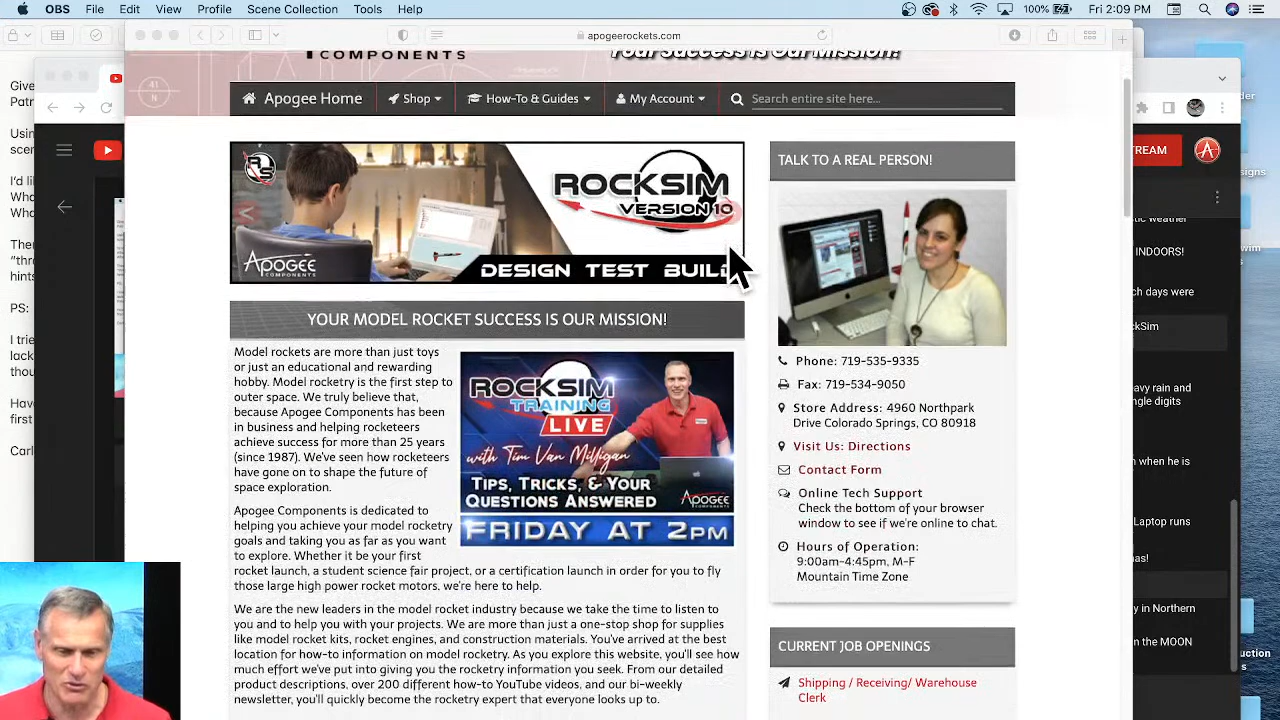 OBS File Edit View Profile Scene Collection Tools Help
100% Fri 2:09 PM
apogeerockets.com
COMPONENTS
Your Success Is Our Mission!
Apogee Home
Shop
How-To & Guides
My Account
Search entire site here...
ROCKSIM
VERSION 10
APOGEE
COMPONENTS
DESIGN TEST BUILD
YOUR MODEL ROCKET SUCCESS IS OUR MISSION!
Model rockets are more than just toys
or just an educational and rewarding
hobby. Model rocketry is the first step to
outer space. We truly believe that,
because Apogee Components has been
in business and helping rocketeers
achieve success for more than 25 years
(since 1987). We've seen how rocketeers
have gone on to shape the future of
space exploration.
ROCKSIM
TRAINING
LIVE
with Tim Van Milligan
TIPS, TRICKS, & YOUR
QUESTIONS ANSWERED
APOGEE
COMPONENTS
FRIDAY AT 2PM
Apogee Components is dedicated to
helping you achieve your model rocketry
goals and taking you as far as you want
to explore. Whether it be your first
rocket launch, a student science fair project, or a certification launch in order for you to fly
those large high power rocket motors, we're here to help.
We are the new leaders in the model rocket industry because we take the time to listen to
you and to help you with your projects. We are more than just a one-stop shop for supplies
like model rocket kits, rocket engines, and construction materials. You've arrived at the best
location for how-to information on model rocketry. As you explore this website, you'll see how
much effort we've put into giving you the rocketry information you seek. From our detailed
product descriptions, over 200 different how-to YouTube videos, and our bi-weekly
newsletter, you'll quickly become the rocketry expert that everyone looks up to.
TALK TO A REAL PERSON!
Phone: 719-535-9335
Fax: 719-534-9050
Store Address: 4960 Northpark
Drive Colorado Springs, CO 80918
Visit Us: Directions
Contact Form
Online Tech Support
Check the bottom of your browser
window to see if we're online to chat.
Hours of Operation:
9:00am-4:45pm, M-F
Mountain Time Zone
CURRENT JOB OPENINGS
Shipping / Receiving/ Warehouse
Clerk
INDOORS!
days were
heavy rain and
digits
when he is
Laptop runs
in Northern
the MOON